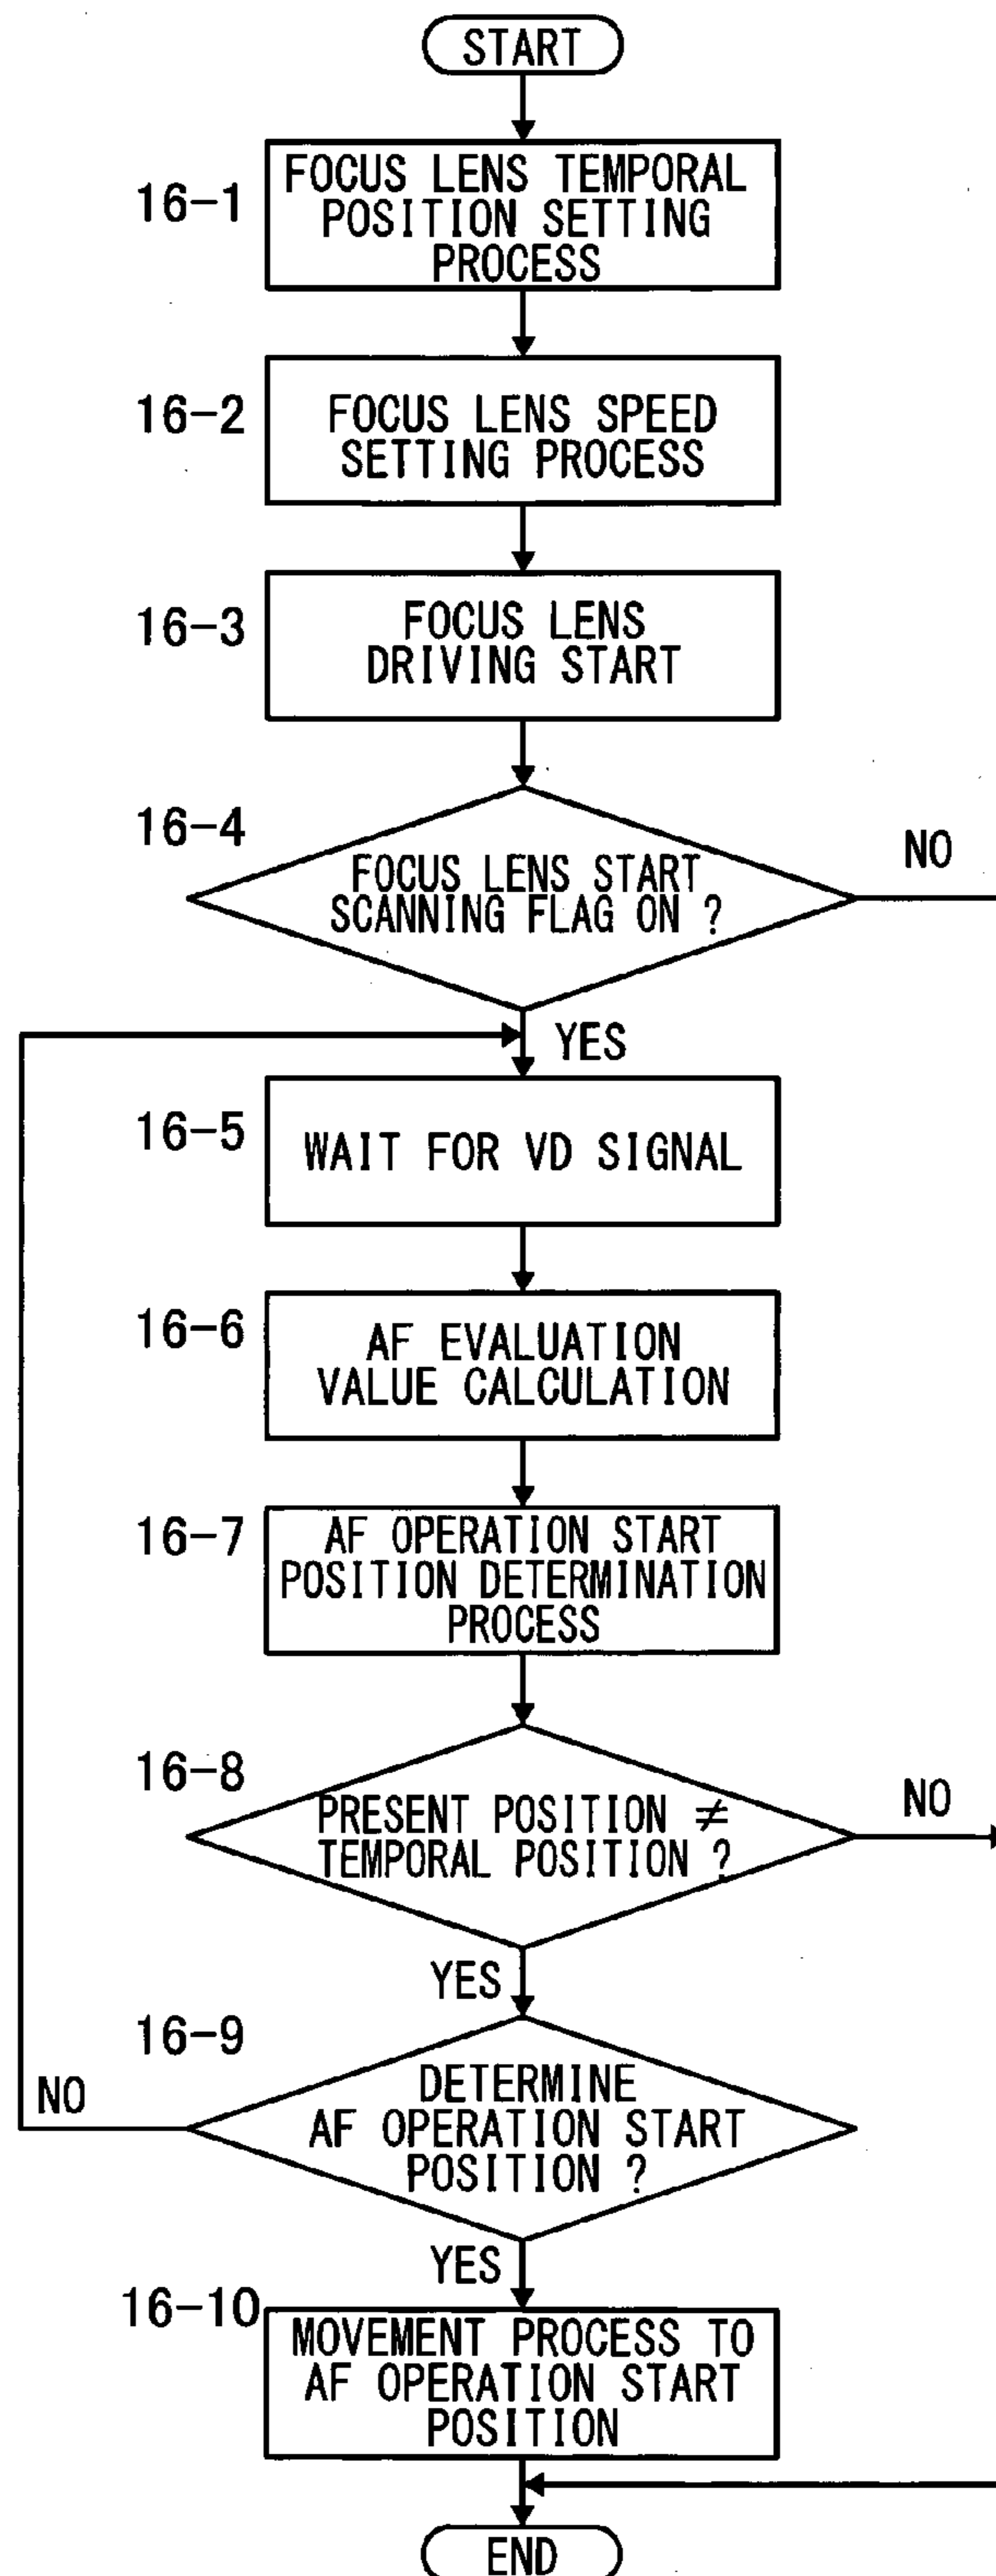 START
16-1
FOCUS LENS TEMPORAL
POSITION SETTING
PROCESS
16-2
FOCUS LENS SPEED
SETTING PROCESS
16-3
FOCUS LENS
DRIVING START
16-4
FOCUS LENS START
SCANNING FLAG ON ?
NO
YES
16-5
WAIT FOR VD SIGNAL
16-6
AF EVALUATION
VALUE CALCULATION
16-7
AF OPERATION START
POSITION DETERMINATION
PROCESS
16-8
PRESENT POSITION ≠
TEMPORAL POSITION ?
NO
YES
16-9
DETERMINE
AF OPERATION START
POSITION ?
NO
YES
16-10
MOVEMENT PROCESS TO
AF OPERATION START
POSITION
END